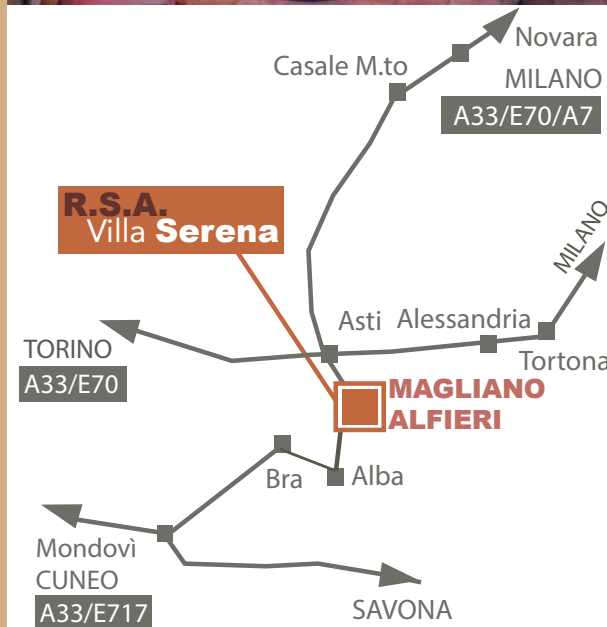 Novara
Casale M.to
MILANO
A33/E70/A7
R.S.A.
Villa Serena
MILANO
Asti
Alessandria
TORINO
Tortona
A33/E70
MAGLIANO
ALFIERI
Bra
Alba
Mondovì
CUNEO
A33/E717
SAVONA